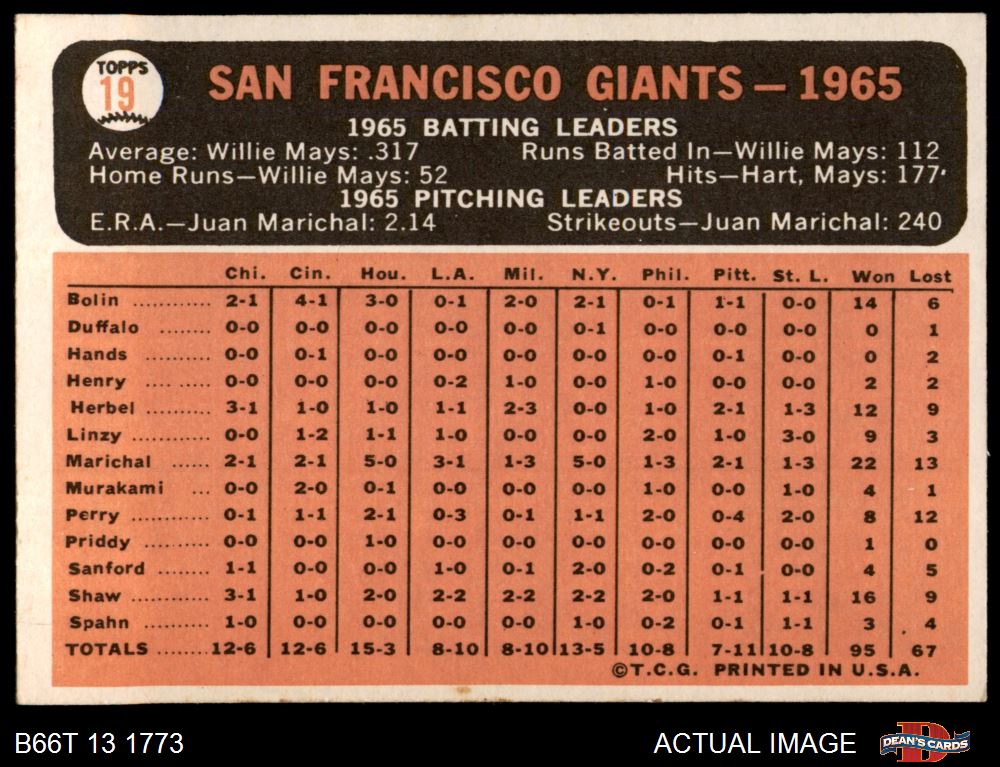 TOPPS
19
SAN FRANCISCO GIANTS — 1965
1965 BATTING LEADERS
Average: Willie Mays: .317 Runs Batted In—Willie Mays: 112
Home Runs—Willie Mays: 52 Hits—Hart, Mays: 177
1965 PITCHING LEADERS
E.R.A.—Juan Marichal: 2.14 Strikeouts—Juan Marichal: 240
Chi. Cin. Hou. L.A. Mil. N.Y. Phil. Pitt. St. L. Won Lost
Bolin ........... 2-1 4-1 3-0 0-1 2-0 2-1 0-1 1-1 0-0 14 6
Duffalo ........ 0-0 0-0 0-0 0-0 0-0 0-1 0-0 0-0 0-0 0 1
Hands .......... 0-0 0-1 0-0 0-0 0-0 0-0 0-0 0-1 0-0 0 2
Henry .... ..... 0-0 0-0 0-0 0-2 1-0 0-0 1-0 0-0 0-0 2 2
Herbel .......... 3-1 1-0 1-0 1-1 2-3 0-0 1-0 2-1 1-3 12 9
Linzy ............ 0-0 1-2 1-1 1-0 0-0 0-0 2-0 1-0 3-0 9 3
Marichal ...... 2-1 2-1 5-0 3-1 1-3 5-0 1-3 2-1 1-3 22 13
Murakami ... 0-0 2-0 0-1 0-0 0-0 0-0 1-0 0-0 1-0 4 1
Perry ............ 0-1 1-1 2-1 0-3 0-1 1-1 2-0 0-4 2-0 8 12
Priddy .......... 0-0 0-0 1-0 0-0 0-0 0-0 0-0 0-0 0-0 1 0
Sanford ........ 1-1 0-0 0-0 1-0 0-1 2-0 0-2 0-1 0-0 4 5
Shaw ............ 3-1 1-0 2-0 2-2 2-2 2-2 2-0 1-1 1-1 16 9
Spahn ........... 1-0 0-0 0-0 0-0 0-0 1-0 0-2 0-1 1-1 3 4
TOTALS ........ 12-6 12-6 15-3 8-10 8-10 13-5 10-8 7-11 10-8 95 67
©T.C.G. PRINTED IN U.S.A.
B66T 13 1773 ACTUAL IMAGE D DEAN'S CARDS